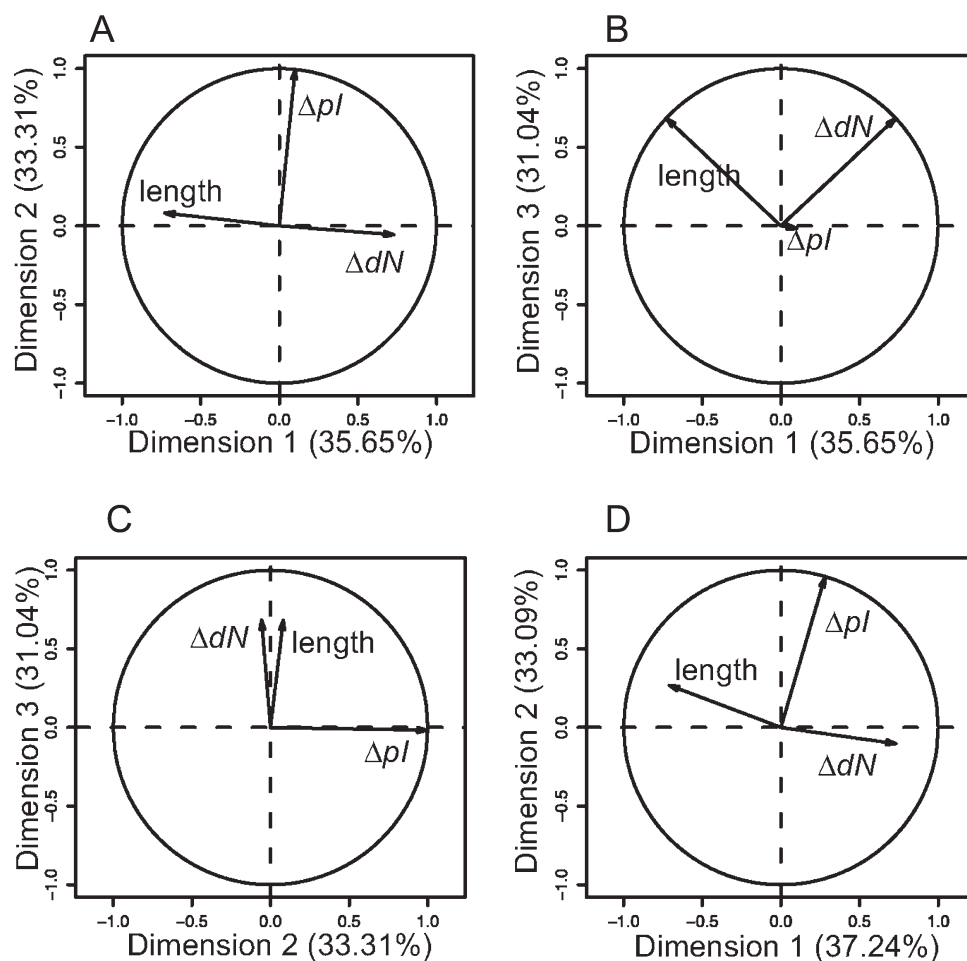 A
Dimension 2 (33.31%)
1.0
0.5
0.0
−0.5
−1.0
ΔpI
length
ΔdN
−1.0 −0.5 0.0 0.5 1.0
Dimension 1 (35.65%)
B
Dimension 3 (31.04%)
1.0
0.5
0.0
−0.5
−1.0
ΔdN
length
ΔpI
−1.0 −0.5 0.0 0.5 1.0
Dimension 1 (35.65%)
C
Dimension 3 (31.04%)
1.0
0.5
0.0
−0.5
−1.0
ΔdN
length
ΔpI
−1.0 −0.5 0.0 0.5 1.0
Dimension 2 (33.31%)
D
Dimension 2 (33.09%)
1.0
0.5
0.0
−0.5
−1.0
ΔpI
length
ΔdN
−1.0 −0.5 0.0 0.5 1.0
Dimension 1 (37.24%)